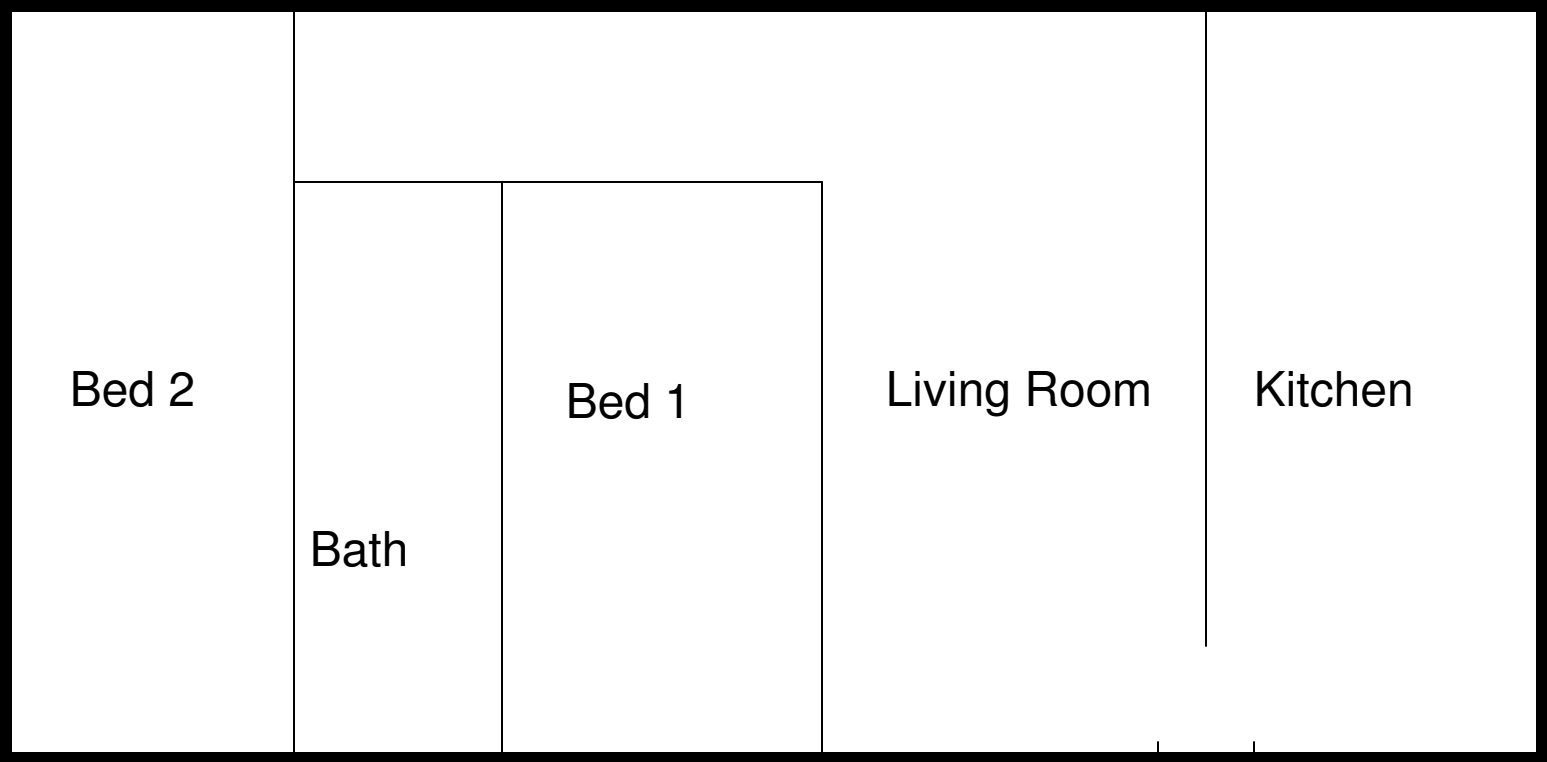 Bed 2
Bed 1
Living Room
Kitchen
Bath